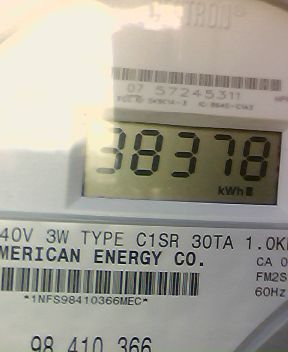 07 57245311
38378
kWh
40V 3W TYPE C1SR 30TA 1.0K
MERICAN ENERGY CO.
CA 0
FM2S
*1NFS98410366MEC*
60Hz
98 410 366